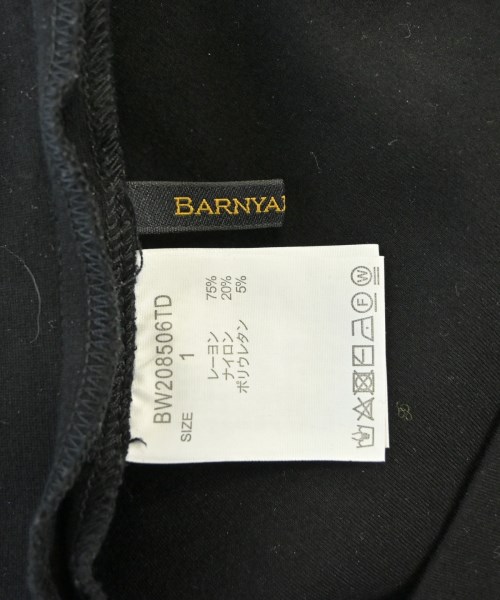 BARNYA
BW208506TD
SIZE 1
レーヨン 75%
ナイロン 20%
ポリウレタン 5%
F
W